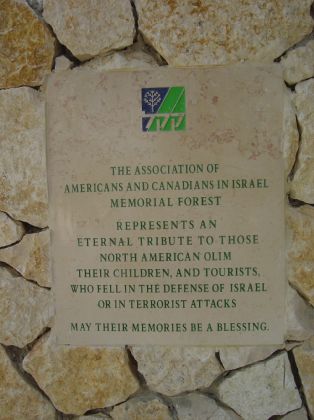 קקל
THE ASSOCIATION OF
AMERICANS AND CANADIANS IN ISRAEL
MEMORIAL FOREST
REPRESENTS AN
ETERNAL TRIBUTE TO THOSE
NORTH AMERICAN OLIM
THEIR CHILDREN, AND TOURISTS,
WHO FELL IN THE DEFENSE OF ISRAEL
OR IN TERRORIST ATTACKS
MAY THEIR MEMORIES BE A BLESSING.